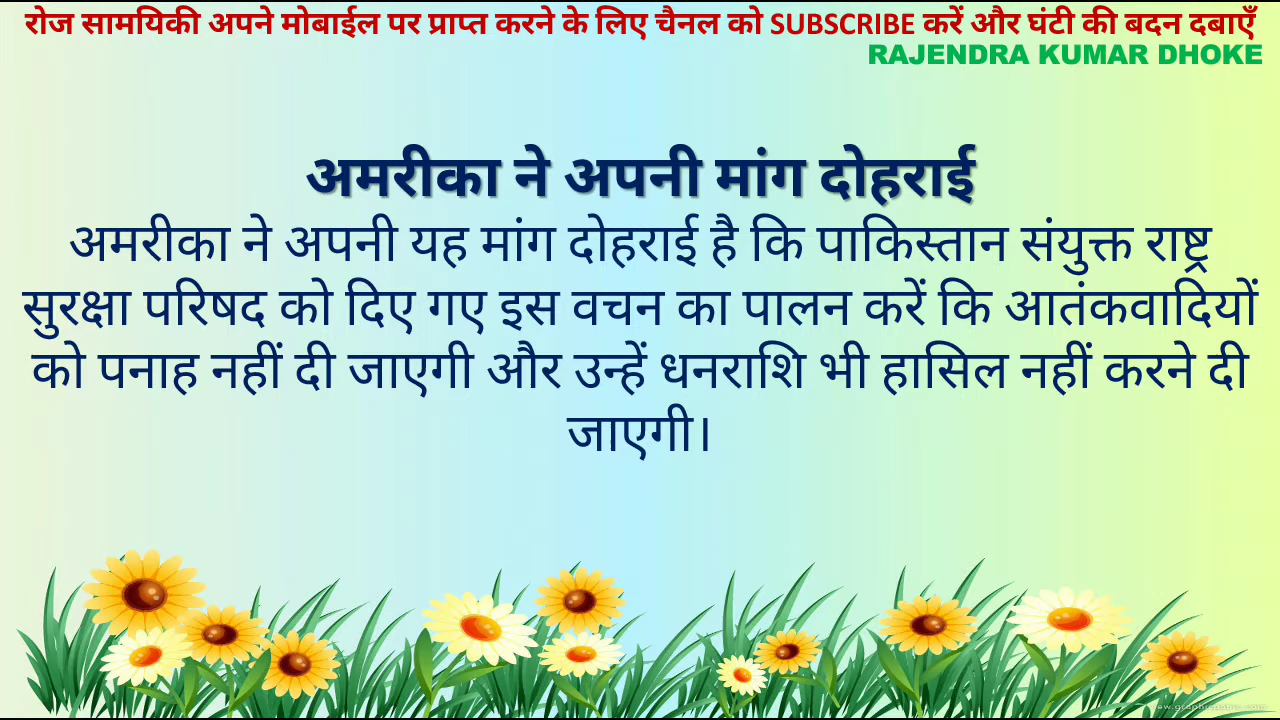 रोज सामयिकी अपने मोबाईल पर प्राप्त करने के लिए चैनल को SUBSCRIBE करें और घंटी की बदन दबाएँ
RAJENDRA KUMAR DHOKE
अमरीका ने अपनी मांग दोहराई
अमरीका ने अपनी यह मांग दोहराई है कि पाकिस्तान संयुक्त राष्ट्र
सुरक्षा परिषद को दिए गए इस वचन का पालन करें कि आतंकवादियों
को पनाह नहीं दी जाएगी और उन्हें धनराशि भी हासिल नहीं करने दी
जाएगी।